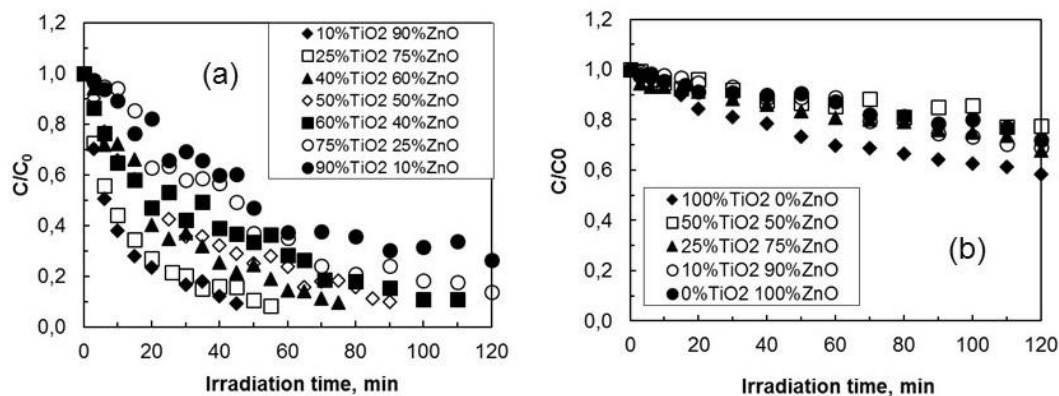 1,2
1,0
0,8
0,6
0,4
0,2
0,0
C/C0
(a)
10%TiO2 90%ZnO
25%TiO2 75%ZnO
40%TiO2 60%ZnO
50%TiO2 50%ZnO
60%TiO2 40%ZnO
75%TiO2 25%ZnO
90%TiO2 10%ZnO
0 20 40 60 80 100 120
Irradiation time, min
1,2
1,0
0,8
0,6
0,4
0,2
0,0
C/C0
100%TiO2 0%ZnO
50%TiO2 50%ZnO
25%TiO2 75%ZnO
10%TiO2 90%ZnO
0%TiO2 100%ZnO
(b)
0 20 40 60 80 100 120
Irradiation time, min